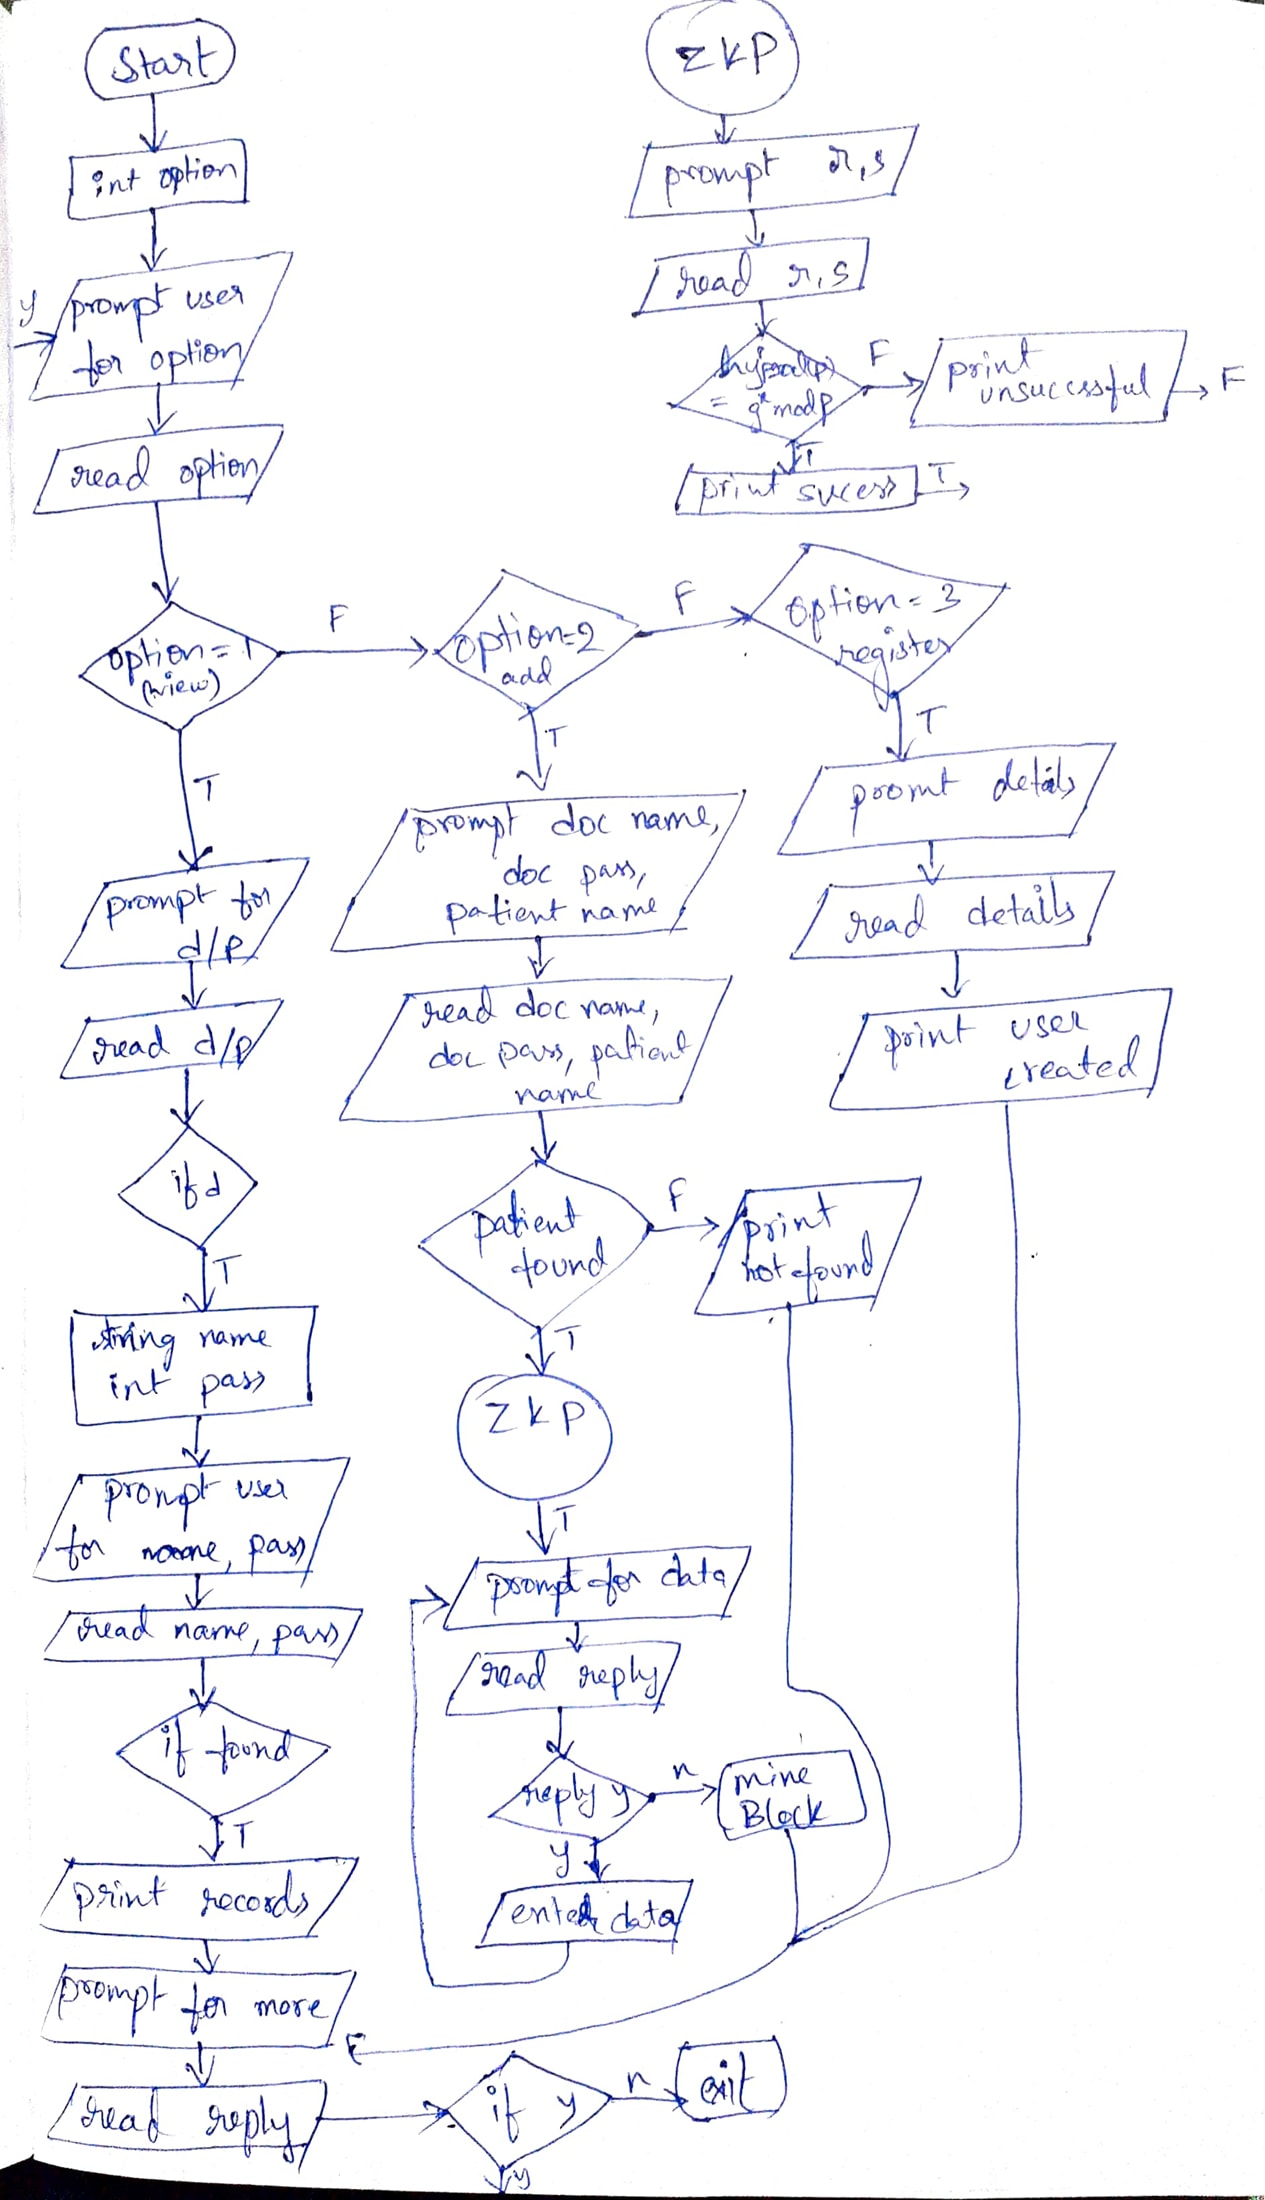 Start
int option
y
prompt user
for option
read option
option = 1
(view)
F
T
prompt for
d/p
read d/p
if d
T
string name
int pass
prompt user
for name, pass
read name, pass
if found
T
print records
prompt for more
read reply
if y
n
exit
y
option=2
add
F
T
prompt doc name,
doc pass,
patient name
read doc name,
doc pass, patient
name
patient
found
F
print
not found
T
ZKP
T
prompt for data
read reply
reply y
n
mine
Block
y
enter data
option = 3
register
T
promt details
read details
print user
created
ZKP
prompt r,s
read r,s
= gˢ mod p
F
print
unsuccessful
F
T
print sucess
T